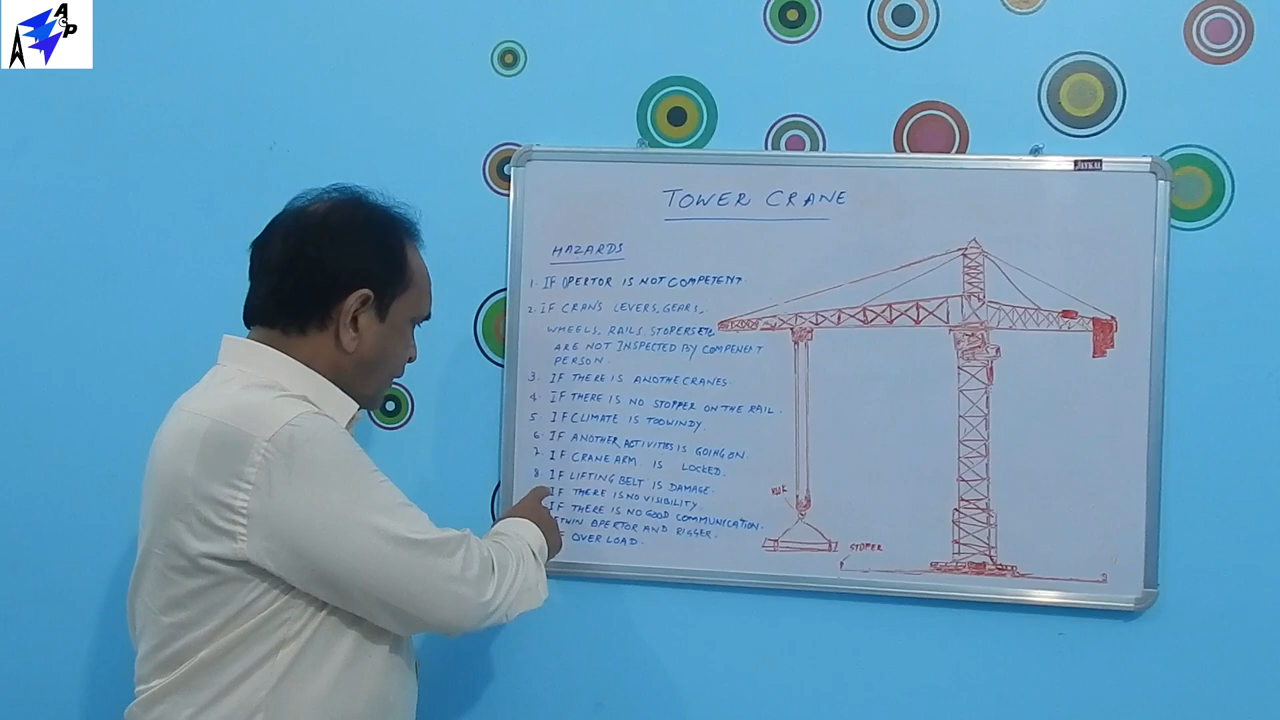 ACP
JAYKAL
TOWER CRANE
HAZARDS
1. IF OPERTOR IS NOT COMPETENT.
2. IF CRAN'S LEVERS, GEARS,
WHEELS, RAILS, STOPERS ETC
ARE NOT INSPECTED BY COMPENENT
PERSON.
3. IF THERE IS ANOTHE CRANES.
4. IF THERE IS NO STOPPER ON THE RAIL.
5. IF CLIMATE IS TOO WINDY.
6. IF ANOTHER ACTIVITIES IS GOING ON.
7. IF CRANE ARM IS LOCKED.
8. IF LIFTING BELT IS DAMAGE.
IF THERE IS NO VISIBILITY
IF THERE IS NO GOOD COMMUNICATION.
OPERTOR AND RIGGER.
OVER LOAD.
STOPER